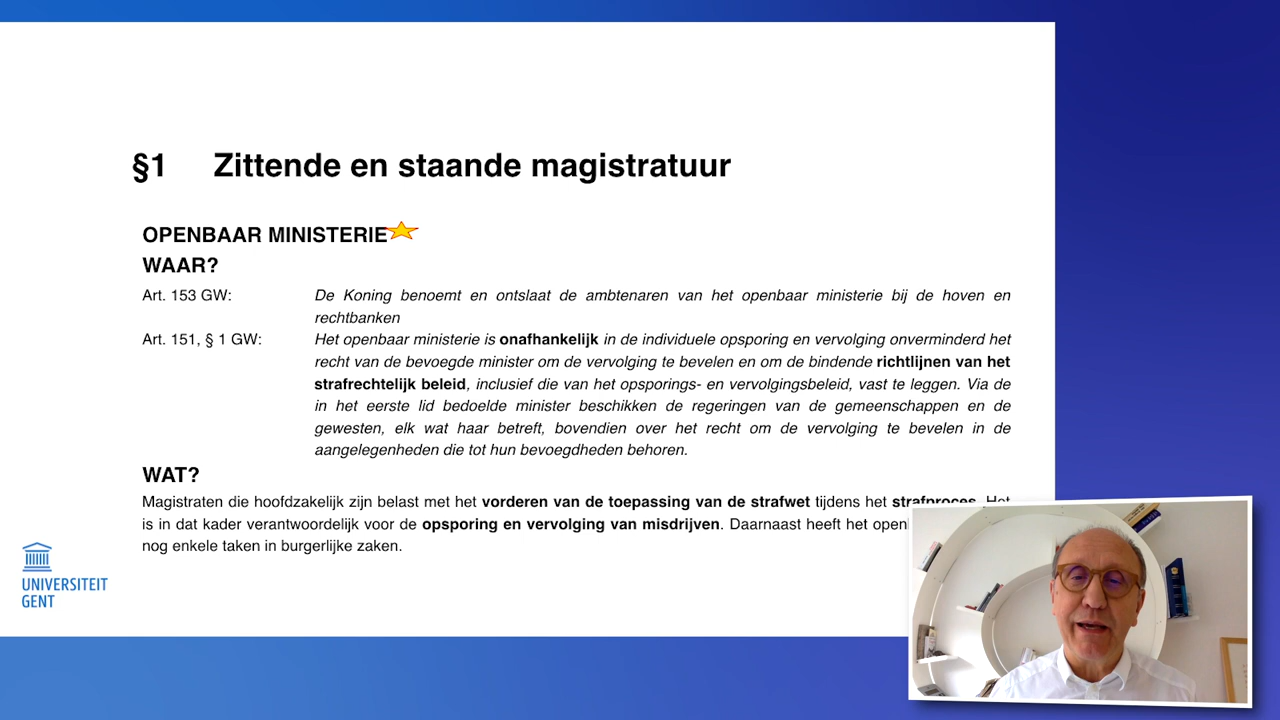 §1 Zittende en staande magistratuur
OPENBAAR MINISTERIE
WAAR?
Art. 153 GW: De Koning benoemt en ontslaat de ambtenaren van het openbaar ministerie bij de hoven en
rechtbanken
Art. 151, § 1 GW: Het openbaar ministerie is onafhankelijk in de individuele opsporing en vervolging onverminderd het
recht van de bevoegde minister om de vervolging te bevelen en om de bindende richtlijnen van het
strafrechtelijk beleid, inclusief die van het opsporings- en vervolgingsbeleid, vast te leggen. Via de
in het eerste lid bedoelde minister beschikken de regeringen van de gemeenschappen en de
gewesten, elk wat haar betreft, bovendien over het recht om de vervolging te bevelen in de
aangelegenheden die tot hun bevoegdheden behoren.
WAT?
Magistraten die hoofdzakelijk zijn belast met het vorderen van de toepassing van de strafwet tijdens het strafproces. Het
is in dat kader verantwoordelijk voor de opsporing en vervolging van misdrijven. Daarnaast heeft het
nog enkele taken in burgerlijke zaken.
UNIVERSITEIT
GENT